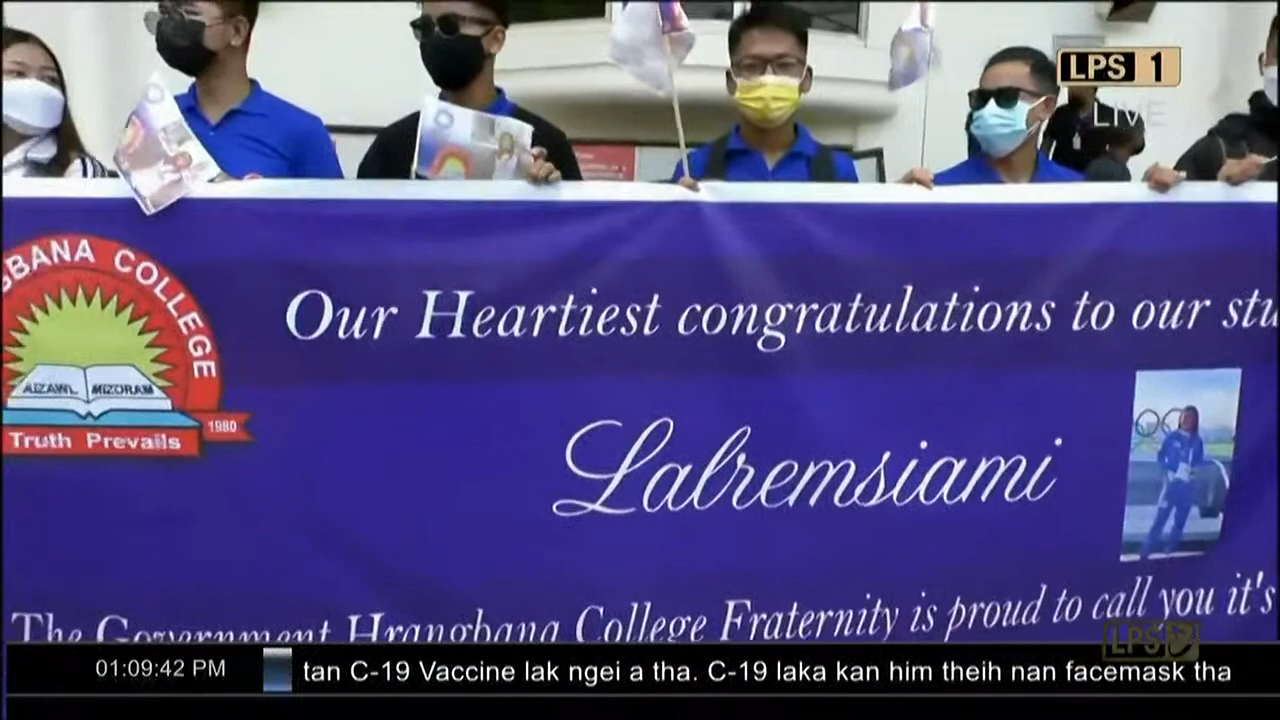 LPS 1
LIVE
GBANA COLLEGE
Our Heartiest congratulations to our stu
AIZAWL MIZORAM
1980
Truth Prevails
Lalremsiami
The Government Hrangbana College Fraternity is proud to call you it's
LPS
01:09:42 PM
tan C-19 Vaccine lak ngei a tha. C-19 laka kan him theih nan facemask tha